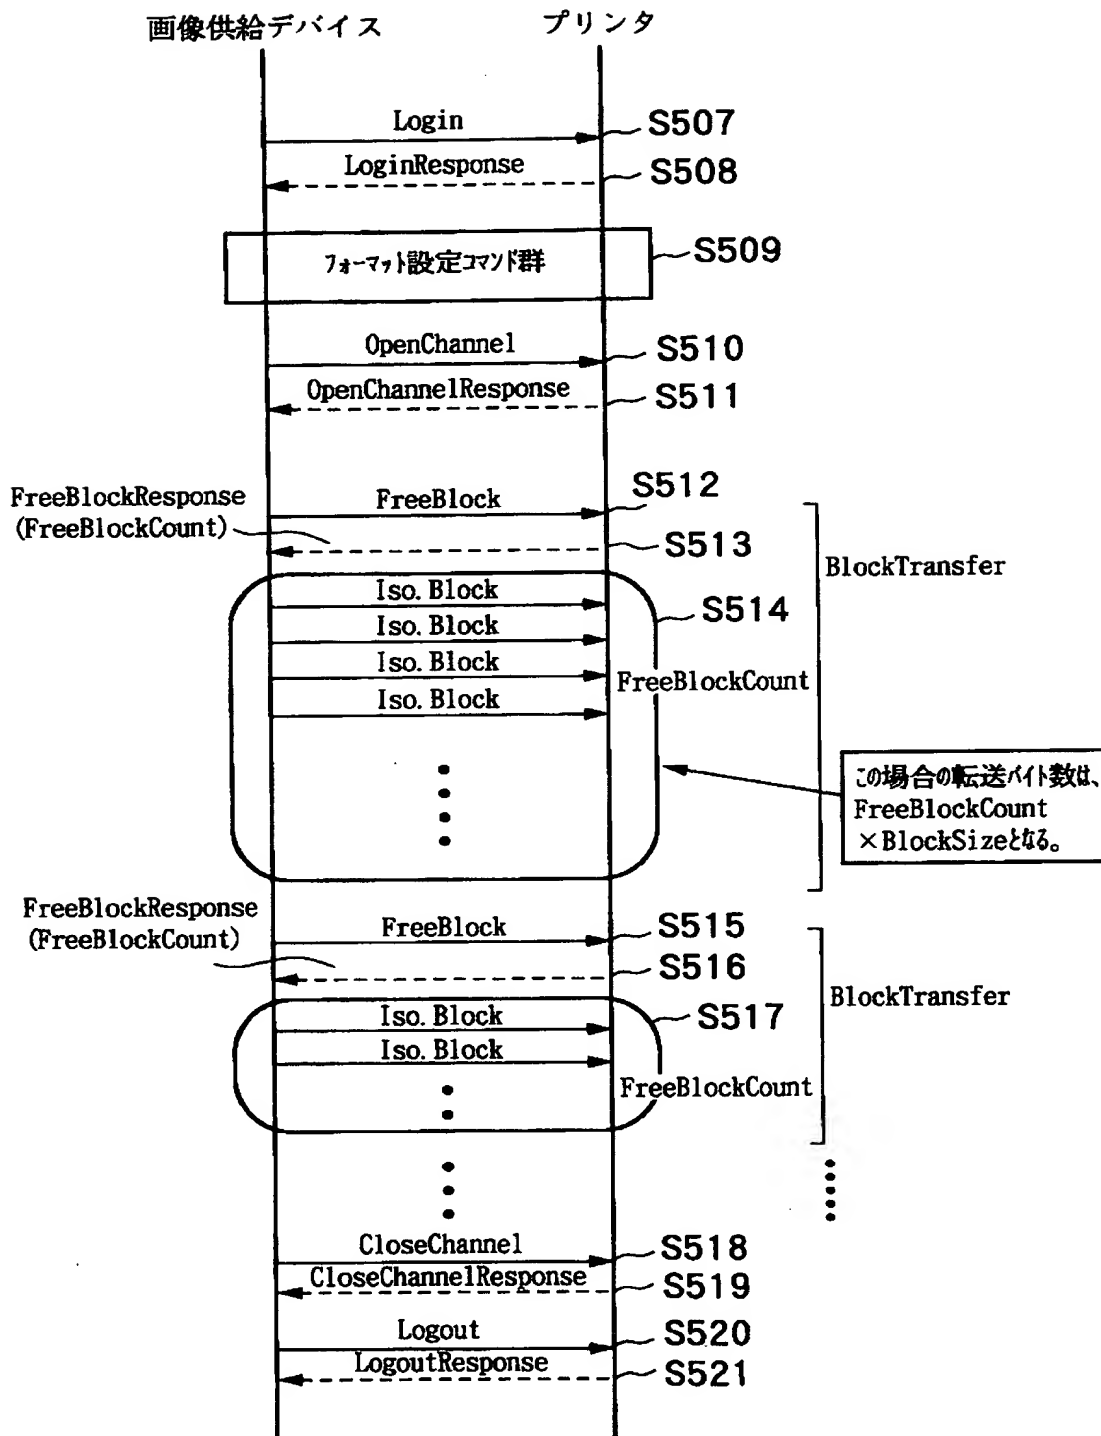 画像供給デバイス
プリンタ
Login
S507
LoginResponse
S508
フォーマット設定コマンド群
S509
OpenChannel
S510
OpenChannelResponse
S511
FreeBlockResponse
(FreeBlockCount)
FreeBlock
S512
S513
BlockTransfer
Iso. Block
S514
Iso. Block
Iso. Block
FreeBlockCount
Iso. Block
この場合の転送バイト数は、
FreeBlockCount
×BlockSizeとなる。
FreeBlockResponse
(FreeBlockCount)
FreeBlock
S515
S516
BlockTransfer
Iso. Block
S517
Iso. Block
FreeBlockCount
CloseChannel
S518
CloseChannelResponse
S519
Logout
S520
LogoutResponse
S521